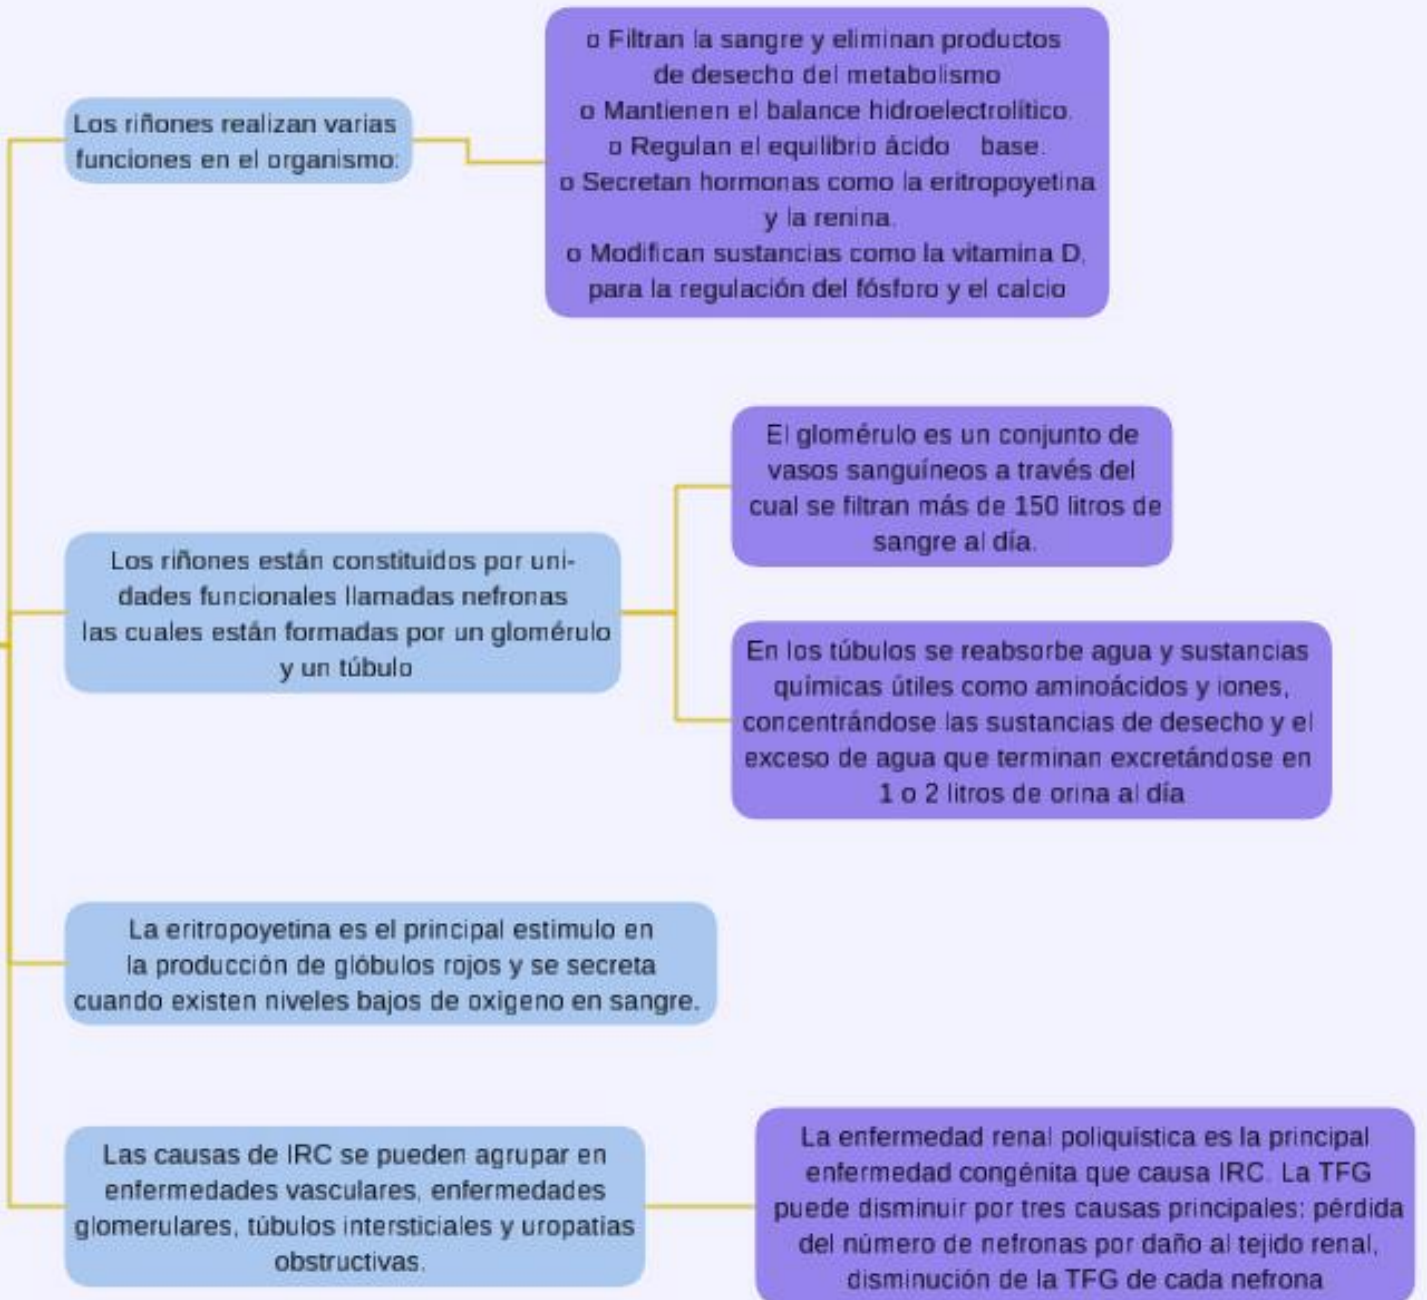 Los riñones realizan varias
funciones en el organismo:
o Filtran la sangre y eliminan productos
de desecho del metabolismo
o Mantienen el balance hidroelectrolítico.
o Regulan el equilibrio ácido base.
o Secretan hormonas como la eritropoyetina
y la renina.
o Modifican sustancias como la vitamina D,
para la regulación del fósforo y el calcio
Los riñones están constituidos por uni-
dades funcionales llamadas nefronas
las cuales están formadas por un glomérulo
y un túbulo
El glomérulo es un conjunto de
vasos sanguíneos a través del
cual se filtran más de 150 litros de
sangre al día.
En los túbulos se reabsorbe agua y sustancias
químicas útiles como aminoácidos y iones,
concentrándose las sustancias de desecho y el
exceso de agua que terminan excretándose en
1 o 2 litros de orina al día
La eritropoyetina es el principal estimulo en
la producción de glóbulos rojos y se secreta
cuando existen niveles bajos de oxigeno en sangre.
Las causas de IRC se pueden agrupar en
enfermedades vasculares, enfermedades
glomerulares, túbulos intersticiales y uropatías
obstructivas.
La enfermedad renal poliquística es la principal
enfermedad congénita que causa IRC. La TFG
puede disminuir por tres causas principales: pérdida
del número de nefronas por daño al tejido renal,
disminución de la TFG de cada nefrona